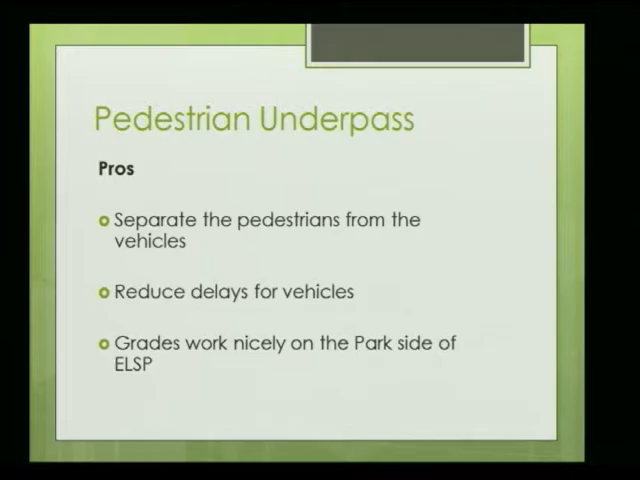 Pedestrian Underpass
Pros
Separate the pedestrians from the
vehicles
Reduce delays for vehicles
Grades work nicely on the Park side of
ELSP